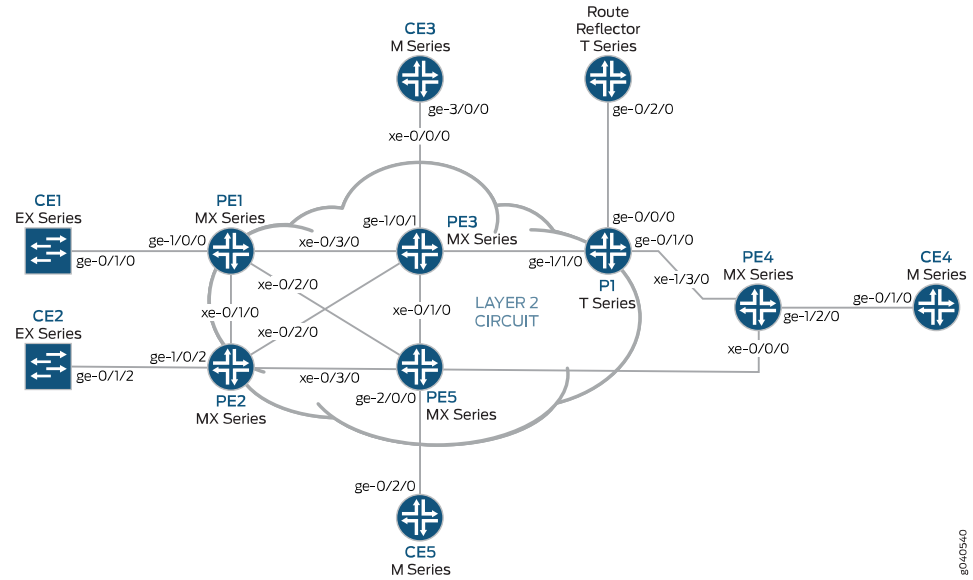 Route
Reflector
T Series
CE3
M Series
ge-0/2/0
ge-3/0/0
xe-0/0/0
CE1
EX Series
PE1
MX Series
ge-1/0/1
PE3
MX Series
ge-0/0/0
ge-1/0/0
xe-0/3/0
ge-0/1/0
ge-0/1/0
ge-1/1/0
P1
T Series
PE4
MX Series
CE4
M Series
xe-1/3/0
xe-0/2/0
ge-0/1/0
xe-0/1/0
LAYER 2
CIRCUIT
xe-0/1/0
ge-1/2/0
CE2
EX Series
xe-0/2/0
xe-0/0/0
ge-1/0/2
ge-0/1/2
xe-0/3/0
PE2
MX Series
ge-2/0/0
PE5
MX Series
ge-0/2/0
CE5
M Series
g040540